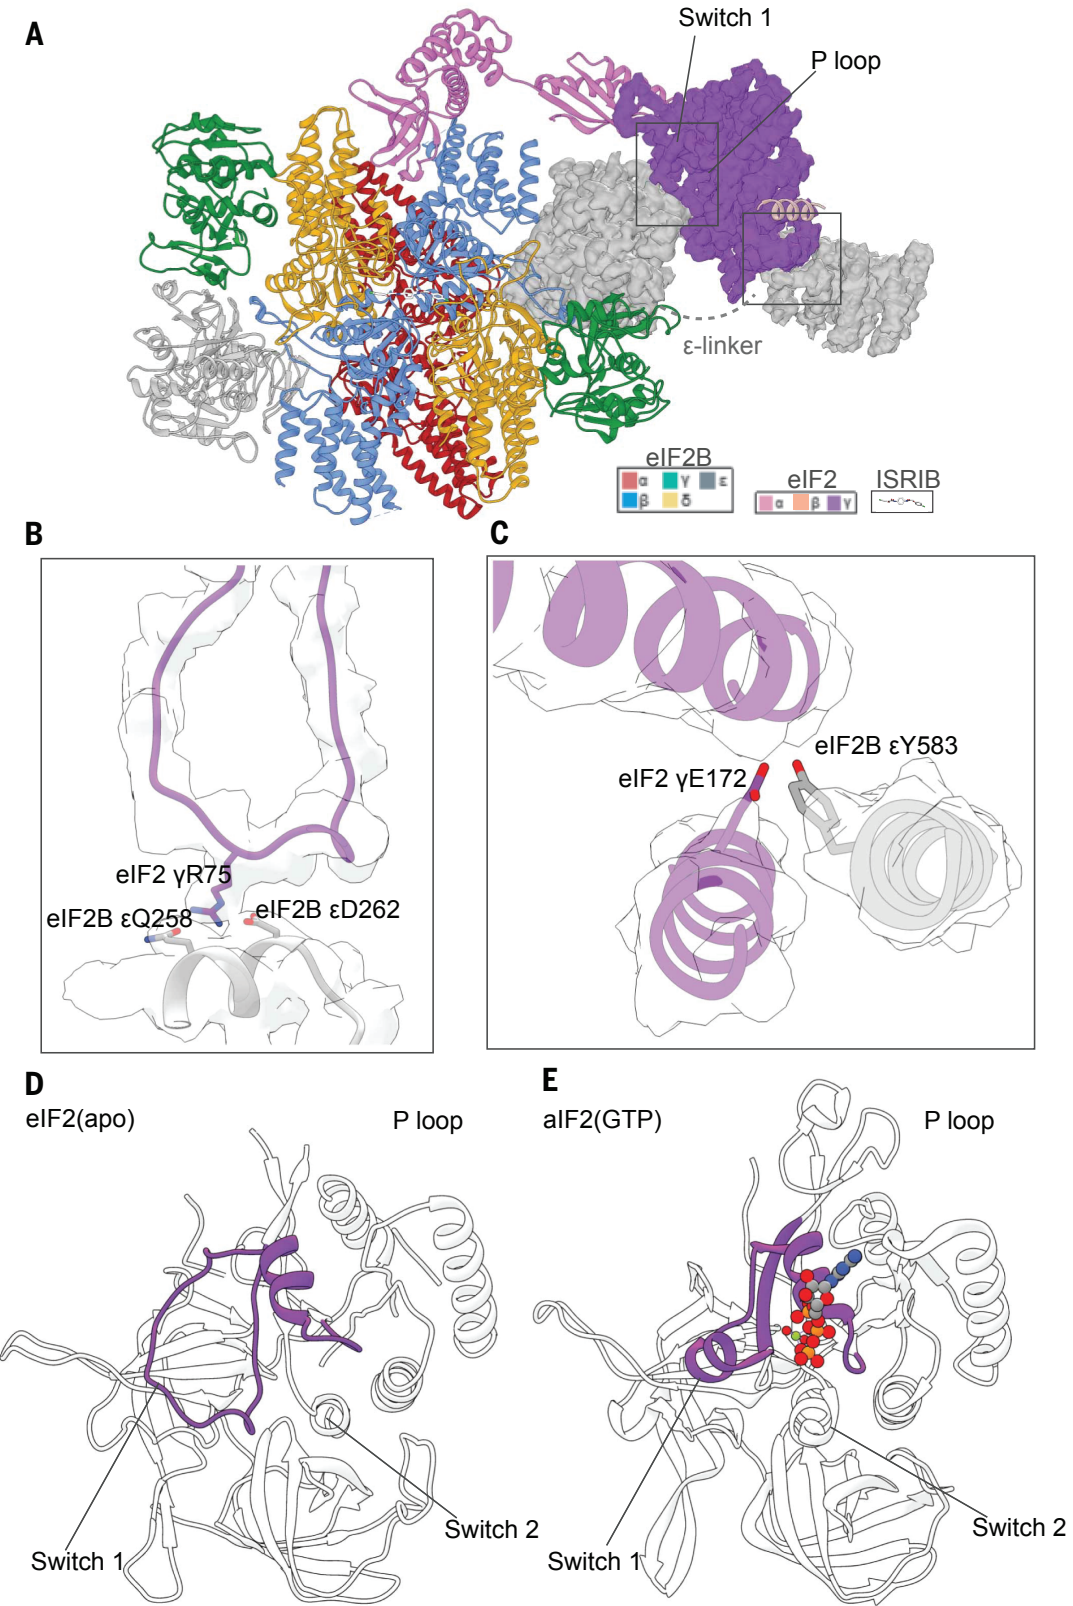 A
Switch 1
P loop
ε-linker
eIF2B
α γ ε
β δ
eIF2
α β γ
ISRIB
B
eIF2 γR75
eIF2B εQ258
eIF2B εD262
C
eIF2B εY583
eIF2 γE172
D
eIF2(apo)
P loop
Switch 1
Switch 2
E
aIF2(GTP)
P loop
Switch 1
Switch 2